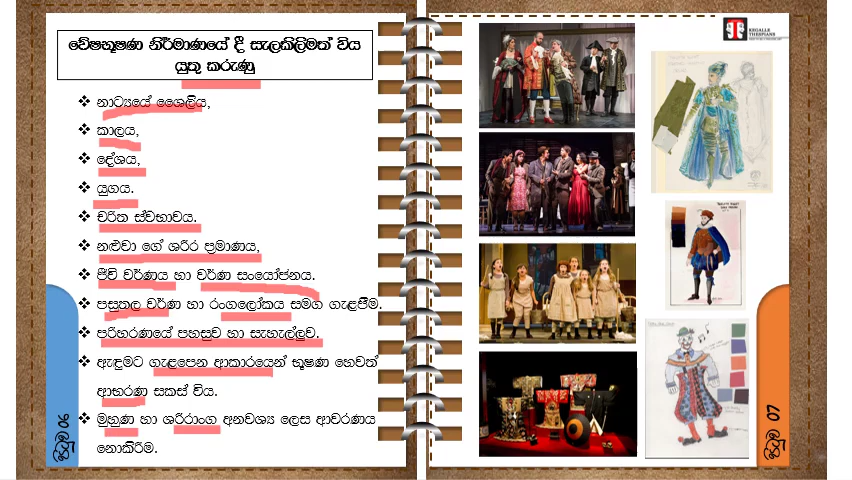 වේෂභූෂණ නිර්මාණයේ දී සැලකිලිමත් විය
යුතු කරුණු
❖ නාට්‍යයේ ශෛලිය,
❖ කාලය,
❖ දේශය,
❖ යුගය.
❖ චරිත ස්වභාවය.
❖ නළුවා ගේ ශරීර ප්‍රමාණය,
❖ ජීව වර්ණය හා වර්ණ සංයෝජනය.
❖ පසුතල වර්ණ හා රංගලෝකය සමග ගැළපීම.
❖ පරිහරණයේ පහසුව හා සැහැල්ලුව.
❖ ඇඳුමට ගැළපෙන ආකාරයෙන් භූෂණ හෙවත්
ආභරණ සකස් විය.
❖ මුහුණ හා ශරීරාංග අනවශ්‍ය ලෙස ආවරණය
නොකිරීම.
පිටුව 06
KEGALLE
THESPIANS
පිටුව 07